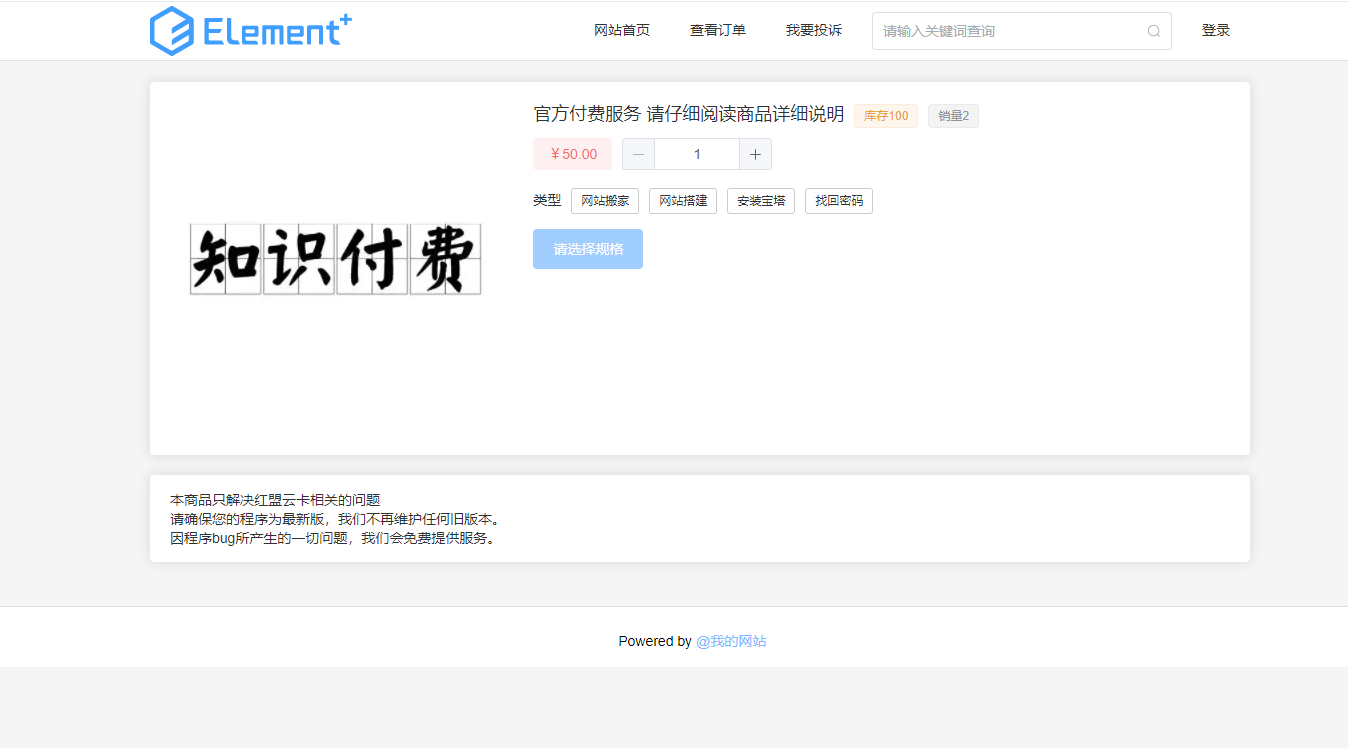 Element+
网站首页 查看订单 我要投诉 请输入关键词查询 登录
官方付费服务 请仔细阅读商品详细说明 库存100 销量2
￥50.00 1
类型 网站搬家 网站搭建 安装宝塔 找回密码
请选择规格
知识付费
本商品只解决红盟云卡相关的问题
请确保您的程序为最新版，我们不再维护任何旧版本。
因程序bug所产生的一切问题，我们会免费提供服务。
Powered by @我的网站